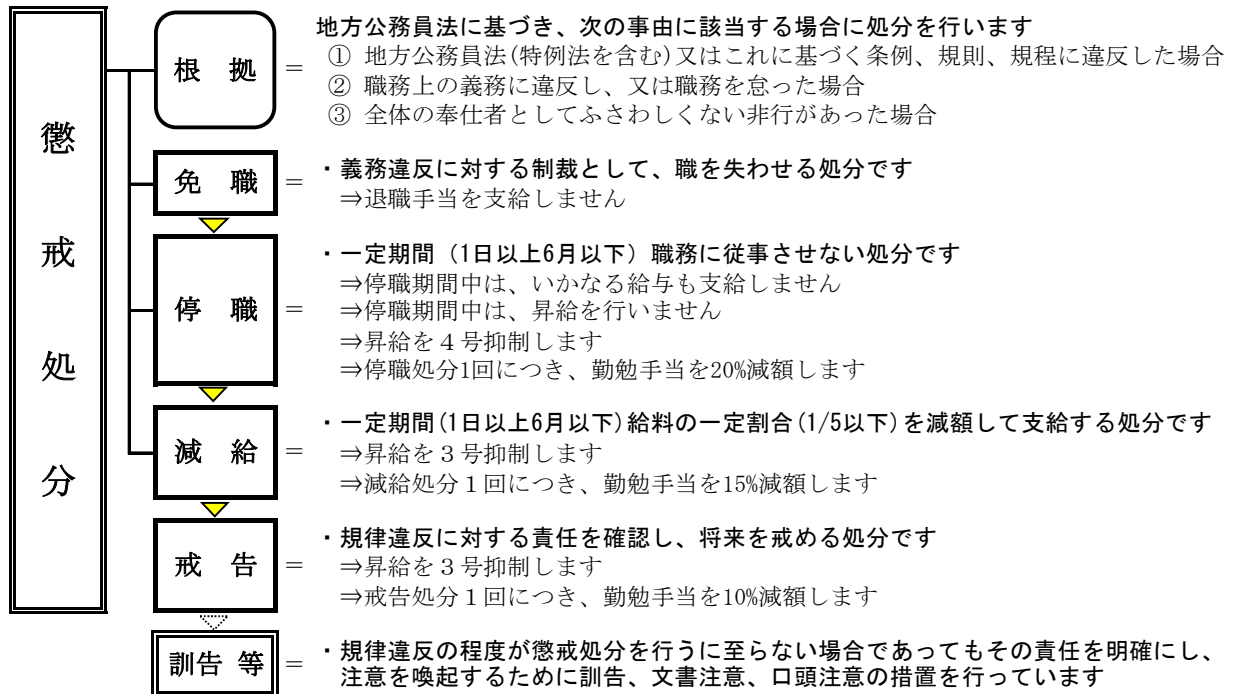 懲戒処分
根拠 = 地方公務員法に基づき、次の事由に該当する場合に処分を行います
① 地方公務員法(特例法を含む)又はこれに基づく条例、規則、規程に違反した場合
② 職務上の義務に違反し、又は職務を怠った場合
③ 全体の奉仕者としてふさわしくない非行があった場合
免職 = ・義務違反に対する制裁として、職を失わせる処分です
⇒退職手当を支給しません
停職 = ・一定期間（1日以上6月以下）職務に従事させない処分です
⇒停職期間中は、いかなる給与も支給しません
⇒停職期間中は、昇給を行いません
⇒昇給を４号抑制します
⇒停職処分1回につき、勤勉手当を20%減額します
減給 = ・一定期間(1日以上6月以下)給料の一定割合(1/5以下)を減額して支給する処分です
⇒昇給を３号抑制します
⇒減給処分１回につき、勤勉手当を15%減額します
戒告 = ・規律違反に対する責任を確認し、将来を戒める処分です
⇒昇給を３号抑制します
⇒戒告処分１回につき、勤勉手当を10%減額します
訓告等 = ・規律違反の程度が懲戒処分を行うに至らない場合であってもその責任を明確にし、
注意を喚起するために訓告、文書注意、口頭注意の措置を行っています